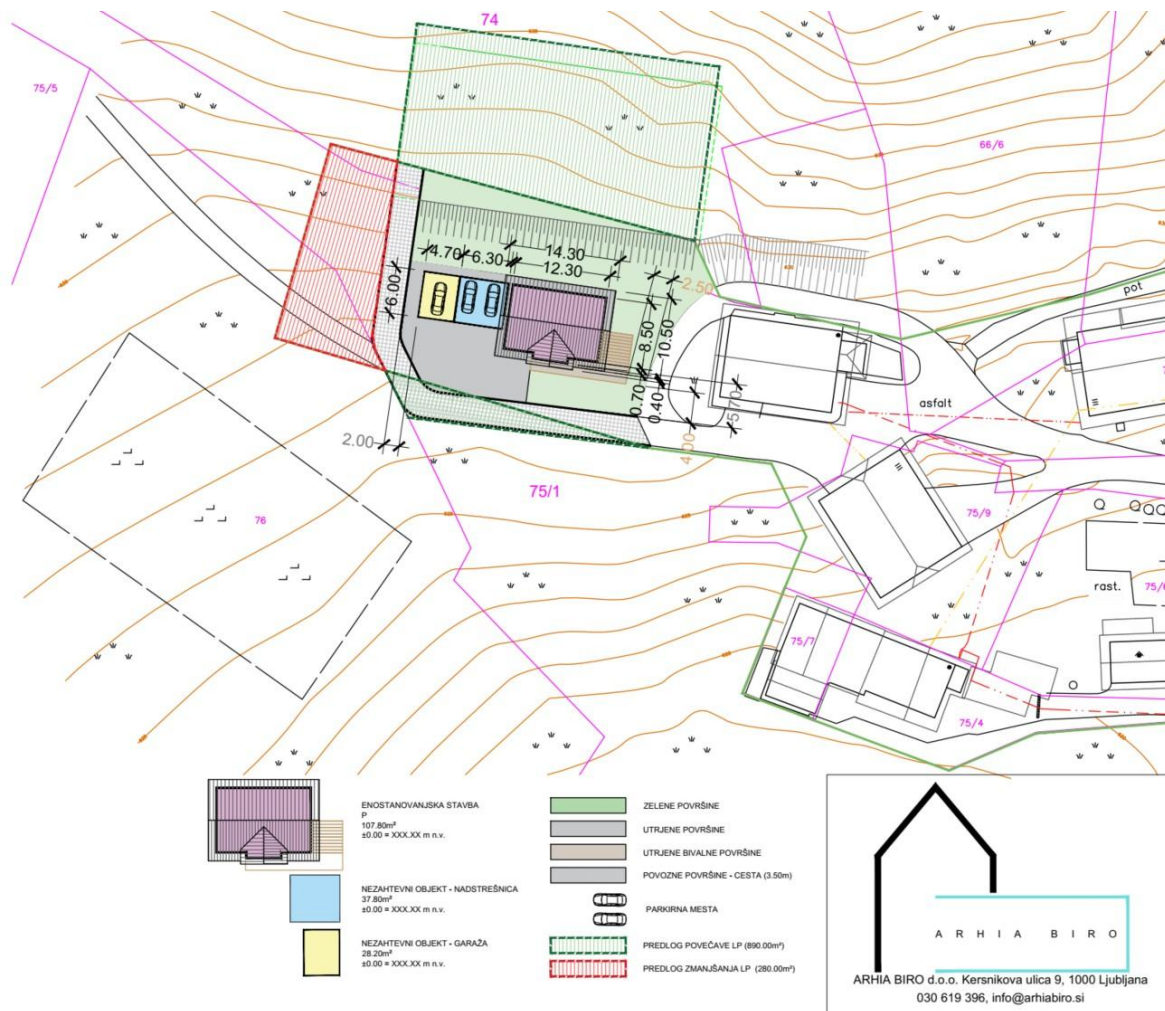 74
75/5
66/6
14.30
4.70
6.30
12.30
6.00
2.50
8.50
10.50
0.70
0.40
5.70
4.00
2.00
pot
asfalt
75/1
76
75/9
rast.
75/7
75/4
ENOSTANOVANJSKA STAVBA
P
107.80m²
±0.00 = XXX.XX m n.v.
NEZAHTEVNI OBJEKT - NADSTREŠNICA
37.80m²
±0.00 = XXX.XX m n.v.
NEZAHTEVNI OBJEKT - GARAŽA
28.20m²
±0.00 = XXX.XX m n.v.
ZELENE POVRŠINE
UTRJENE POVRŠINE
UTRJENE BIVALNE POVRŠINE
POVOZNE POVRŠINE - CESTA (3.50m)
PARKIRNA MESTA
PREDLOG POVEČAVE LP (890.00m²)
PREDLOG ZMANJŠANJA LP (280.00m²)
ARHIA BIRO
ARHIA BIRO d.o.o. Kersnikova ulica 9, 1000 Ljubljana
030 619 396, info@arhiabiro.si